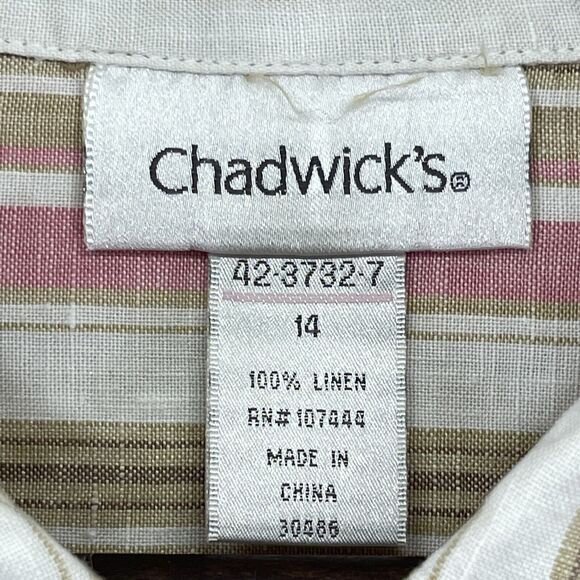 Chadwick's®
42-3732-7
14
100% LINEN
RN# 107444
MADE IN
CHINA
30486